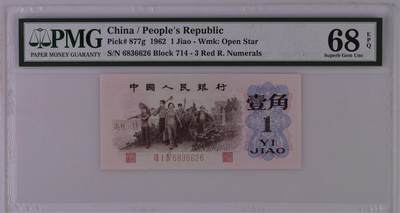 PMG
PAPER MONEY GUARANTY
China / People's Republic
Pick# 877g 1962 1 Jiao - Wmk: Open Star
S/N 6836626 Block 714 - 3 Red R. Numerals
68 EPQ
Superb Gem Unc
中国人民银行
壹角
1
YI
JIAO
6836626